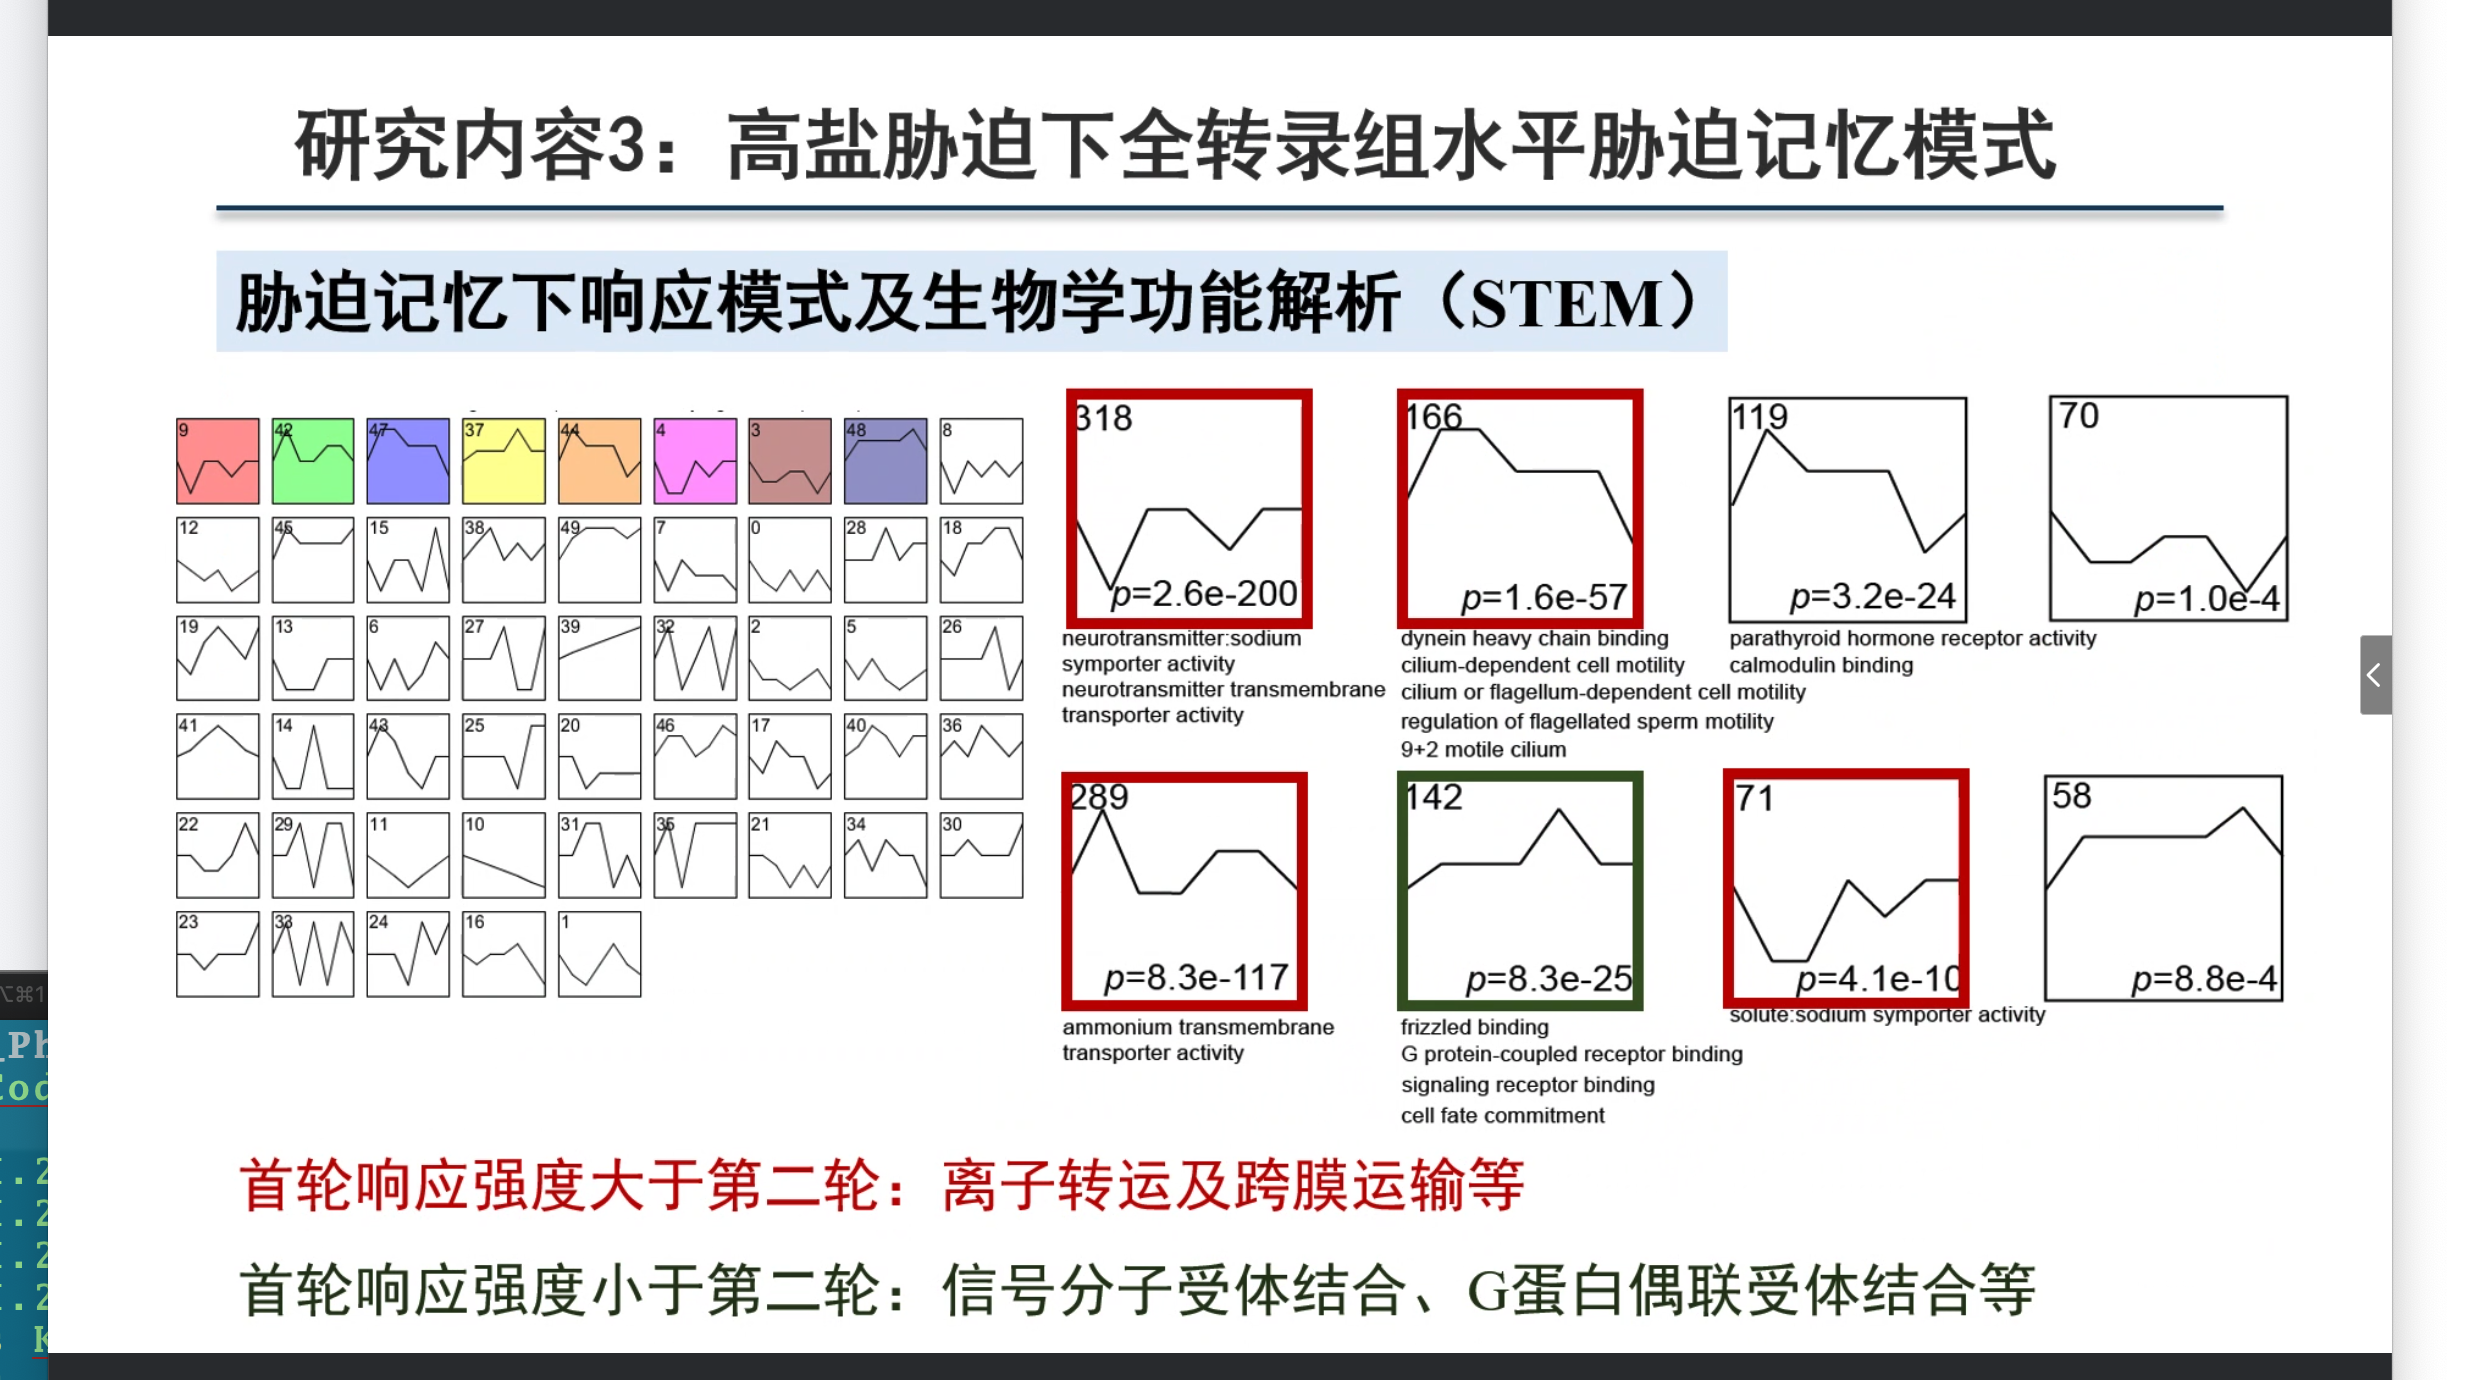 研究内容3：高盐胁迫下全转录组水平胁迫记忆模式
胁迫记忆下响应模式及生物学功能解析（STEM）
9 42 47 37 44 4 3 48 8
12 45 15 38 49 7 0 28 18
19 13 6 27 39 32 2 5 26
41 14 43 25 20 46 17 40 36
22 29 11 10 31 35 21 34 30
23 33 24 16 1
318
p=2.6e-200
neurotransmitter:sodium
symporter activity
neurotransmitter transmembrane
transporter activity
166
p=1.6e-57
dynein heavy chain binding
cilium-dependent cell motility
cilium or flagellum-dependent cell motility
regulation of flagellated sperm motility
9+2 motile cilium
119
p=3.2e-24
parathyroid hormone receptor activity
calmodulin binding
70
p=1.0e-4
289
p=8.3e-117
ammonium transmembrane
transporter activity
142
p=8.3e-25
frizzled binding
G protein-coupled receptor binding
signaling receptor binding
cell fate commitment
71
p=4.1e-10
solute:sodium symporter activity
58
p=8.8e-4
首轮响应强度大于第二轮：离子转运及跨膜运输等
首轮响应强度小于第二轮：信号分子受体结合、G蛋白偶联受体结合等